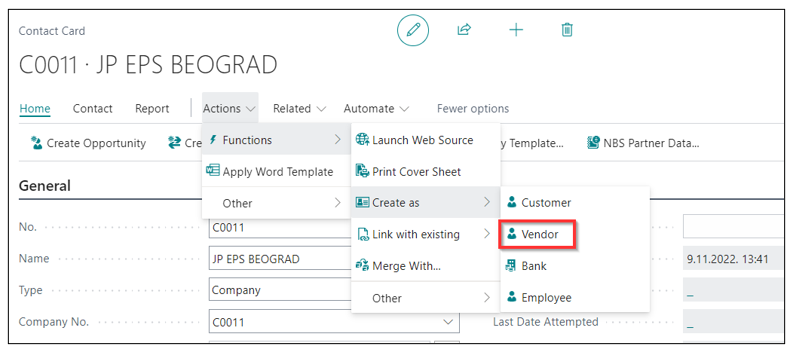 Contact Card
C0011 · JP EPS BEOGRAD
Home Contact Report Actions Related Automate Fewer options
Create Opportunity Functions Launch Web Source Template... NBS Partner Data...
Apply Word Template Print Cover Sheet
General
Other Create as Customer
No. C0011 Link with existing Vendor
Name JP EPS BEOGRAD Merge With... Bank 9.11.2022. 13:41
Type Company Other Employee _
Company No. C0011 Last Date Attempted _